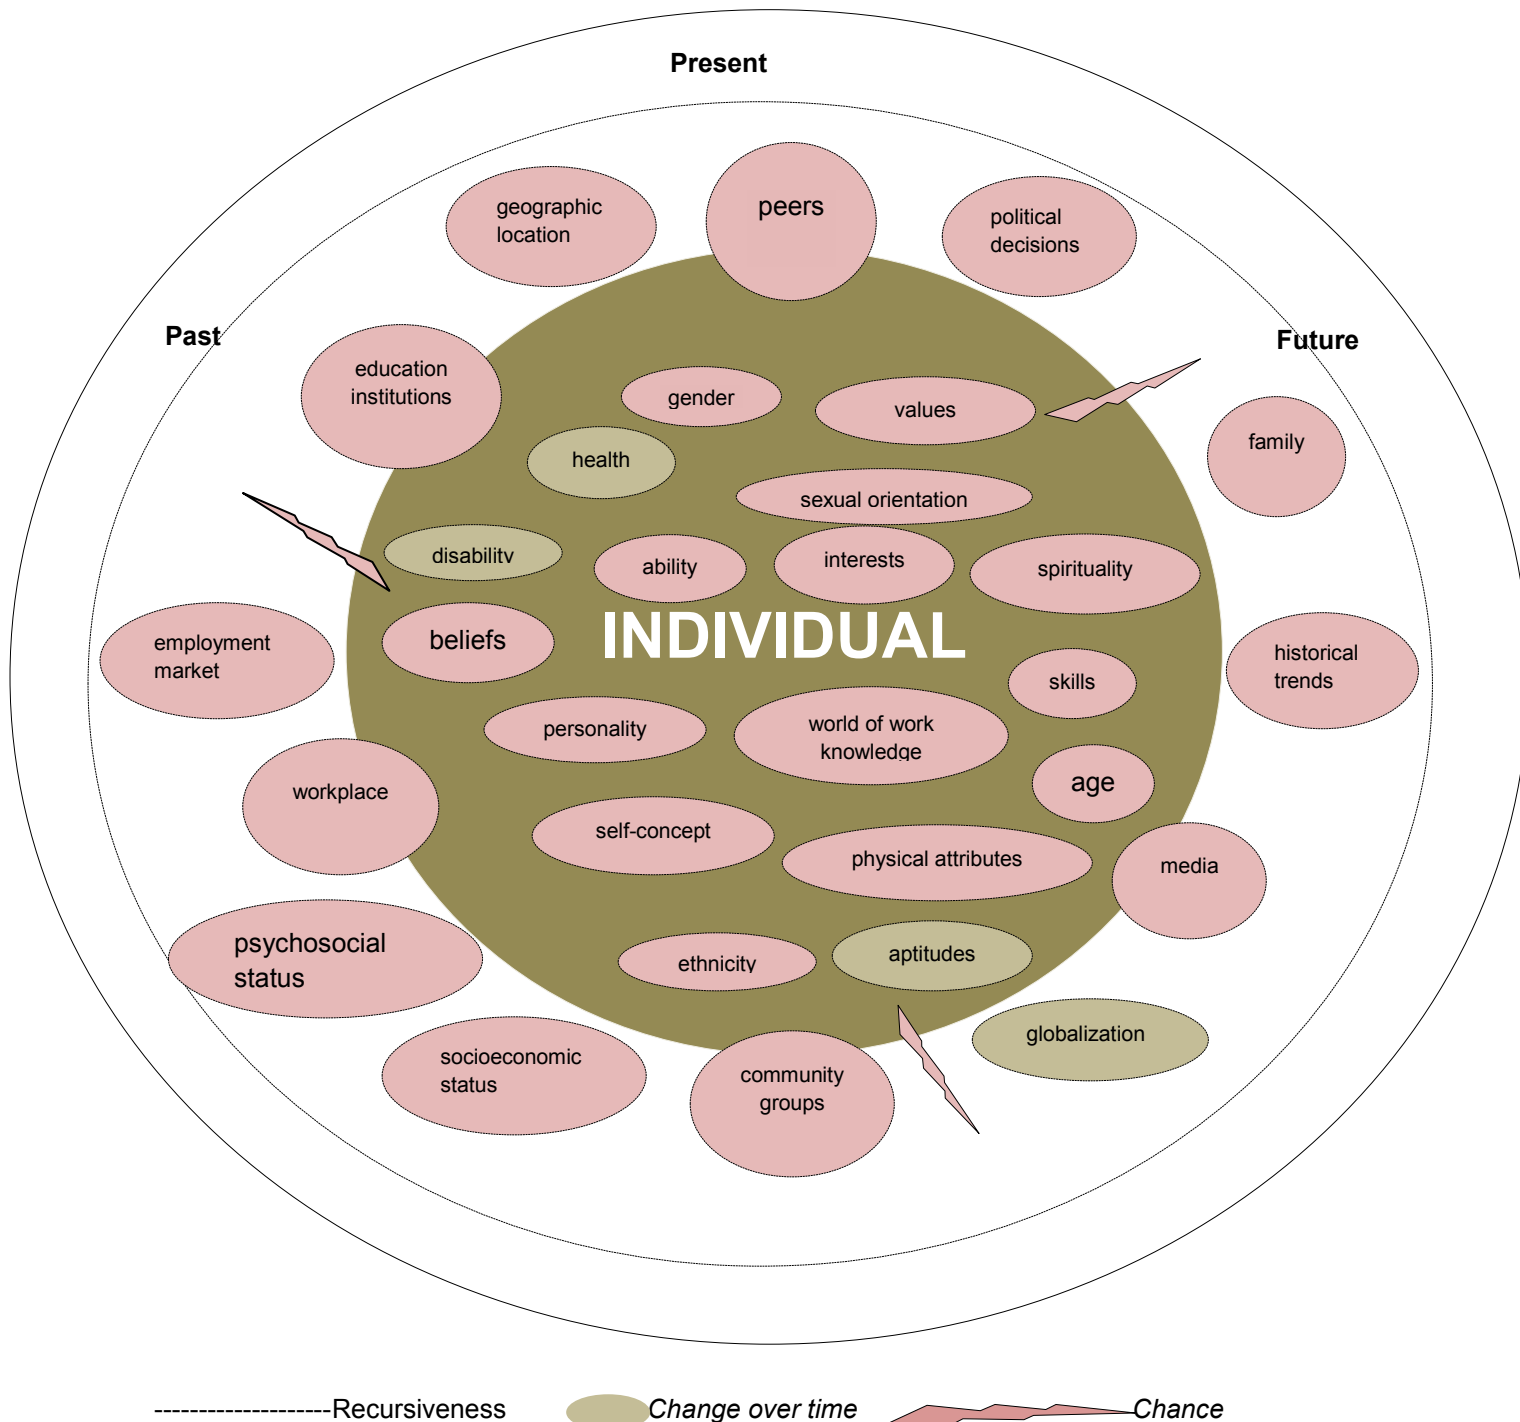 Present
geographic
location
peers
political
decisions
Past
Future
education
institutions
gender
values
family
health
sexual orientation
disability
ability
interests
spirituality
employment
market
beliefs
INDIVIDUAL
historical
trends
skills
personality
world of work
knowledge
age
workplace
self-concept
physical attributes
media
psychosocial
status
ethnicity
aptitudes
globalization
socioeconomic
status
community
groups
Recursiveness
Change over time
Chance